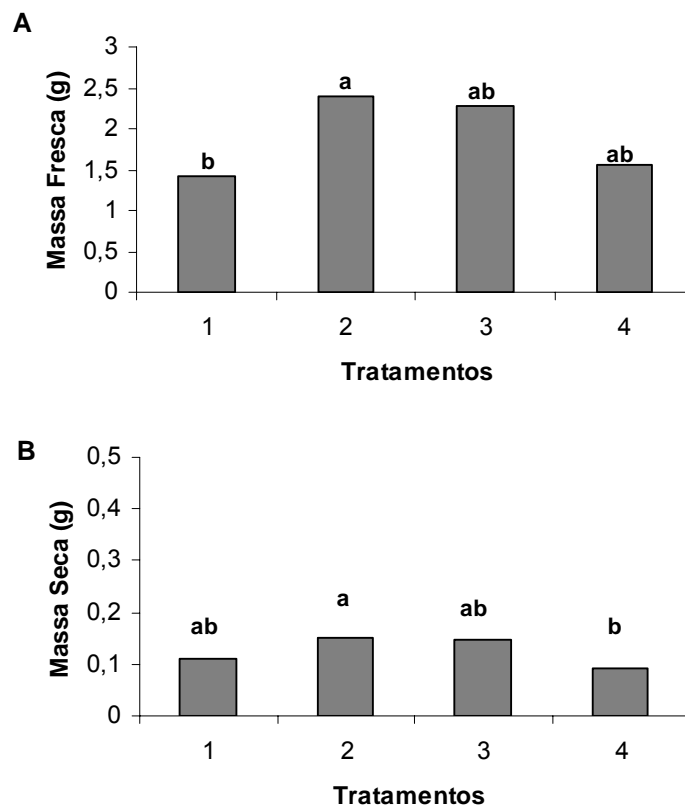 A
Massa Fresca (g)
3
2,5
2
1,5
1
0,5
0
b
a
ab
ab
1 2 3 4
Tratamentos
B
Massa Seca (g)
0,5
0,4
0,3
0,2
0,1
0
ab
a
ab
b
1 2 3 4
Tratamentos